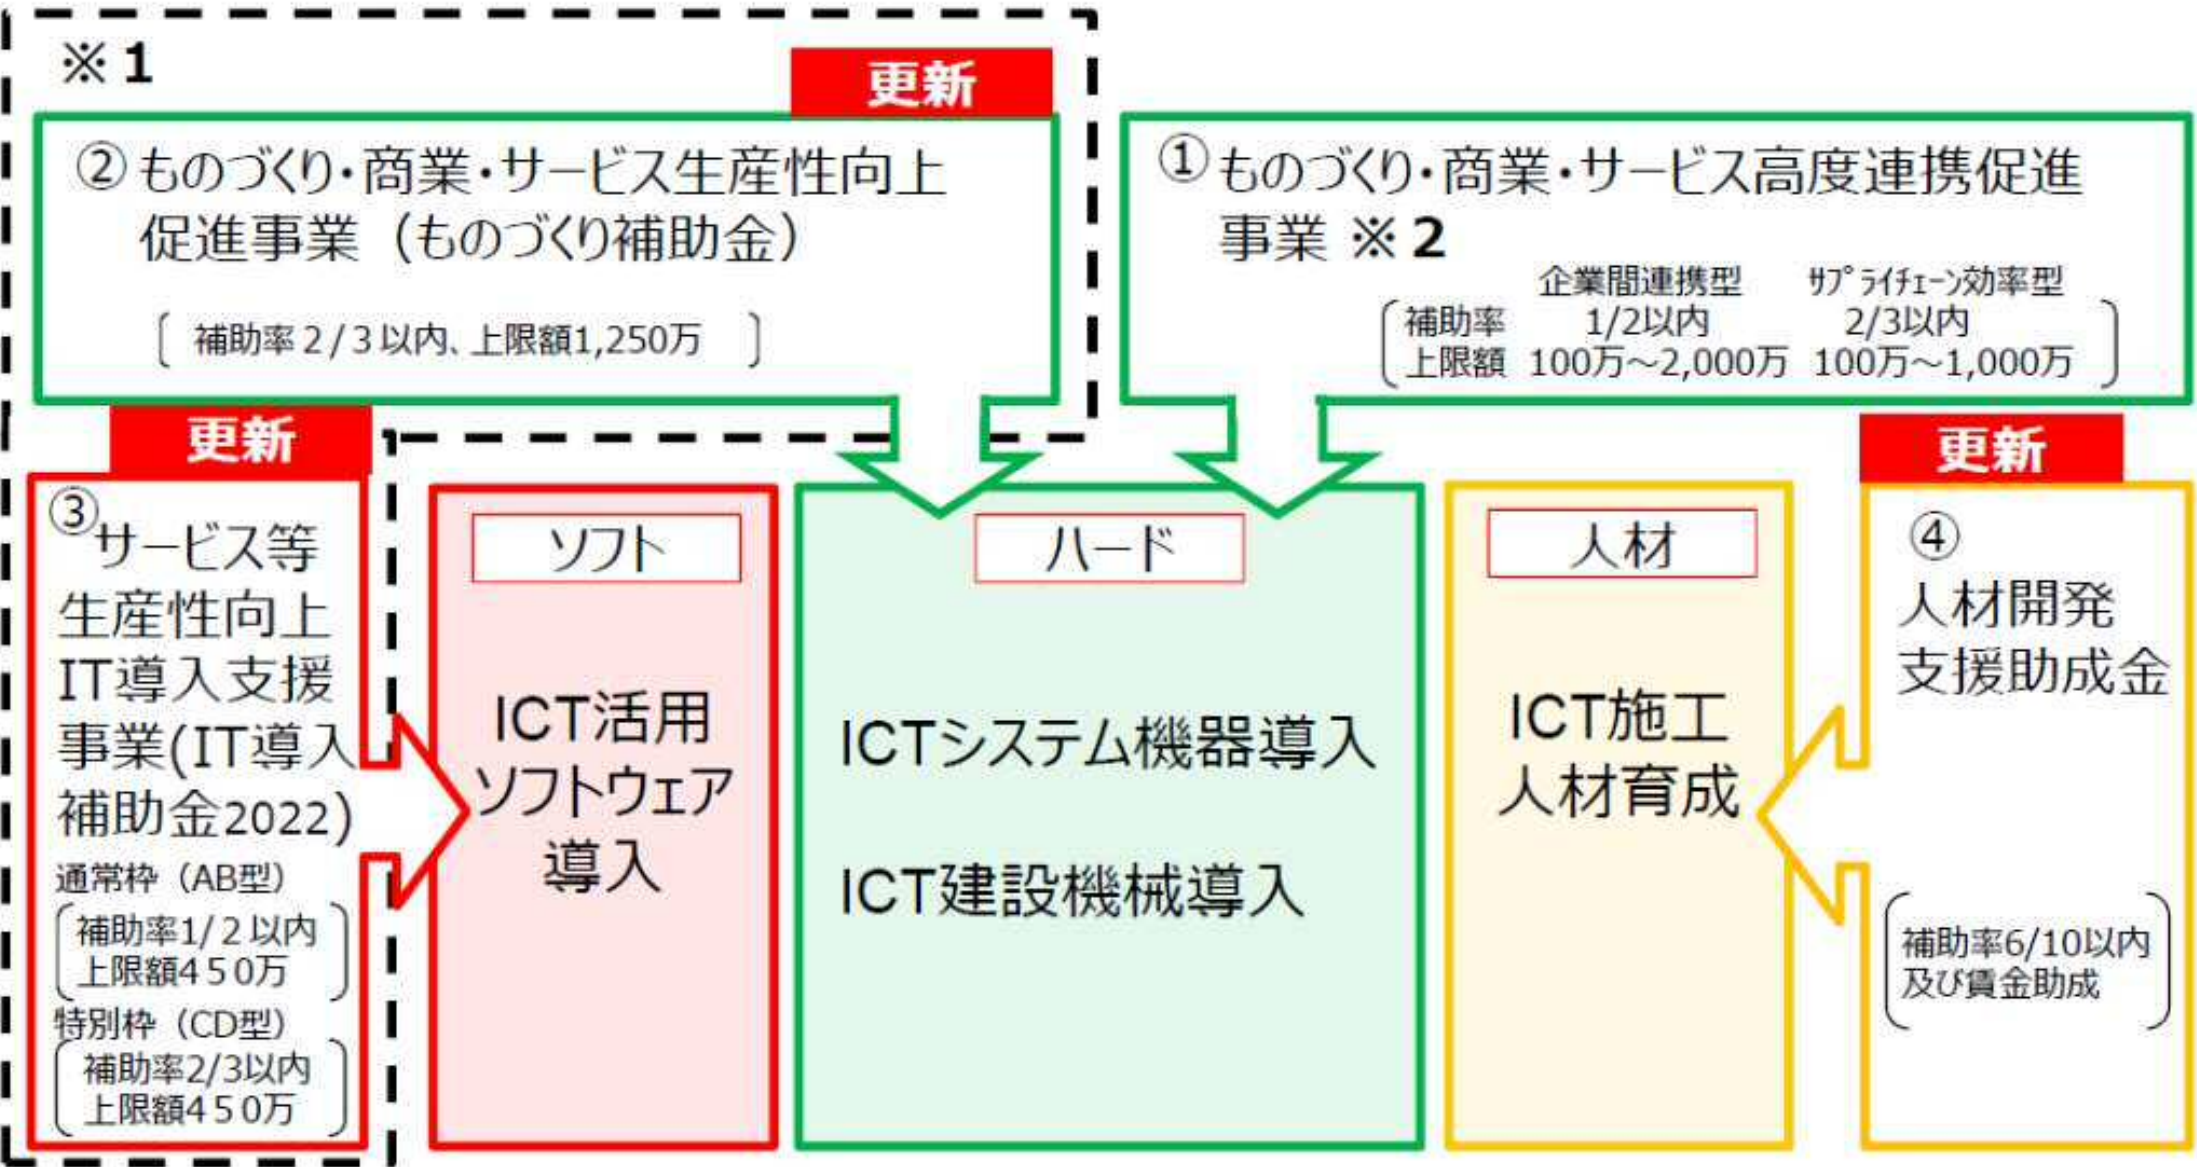 ※1
更新
②ものづくり・商業・サービス生産性向上
促進事業（ものづくり補助金）
補助率２/３以内、上限額1,250万
①ものづくり・商業・サービス高度連携促進
事業 ※2
企業間連携型 ｻﾌﾟﾗｲﾁｪｰﾝ効率型
補助率 1/2以内 2/3以内
上限額 100万～2,000万 100万～1,000万
更新
③
サービス等
生産性向上
IT導入支援
事業(IT導入
補助金2022)
通常枠（AB型）
補助率1/２以内
上限額4５0万
特別枠（CD型）
補助率2/3以内
上限額4５0万
ソフト
ICT活用
ソフトウェア
導入
ハード
ICTシステム機器導入
ICT建設機械導入
人材
ICT施工
人材育成
更新
④
人材開発
支援助成金
補助率6/10以内
及び賃金助成